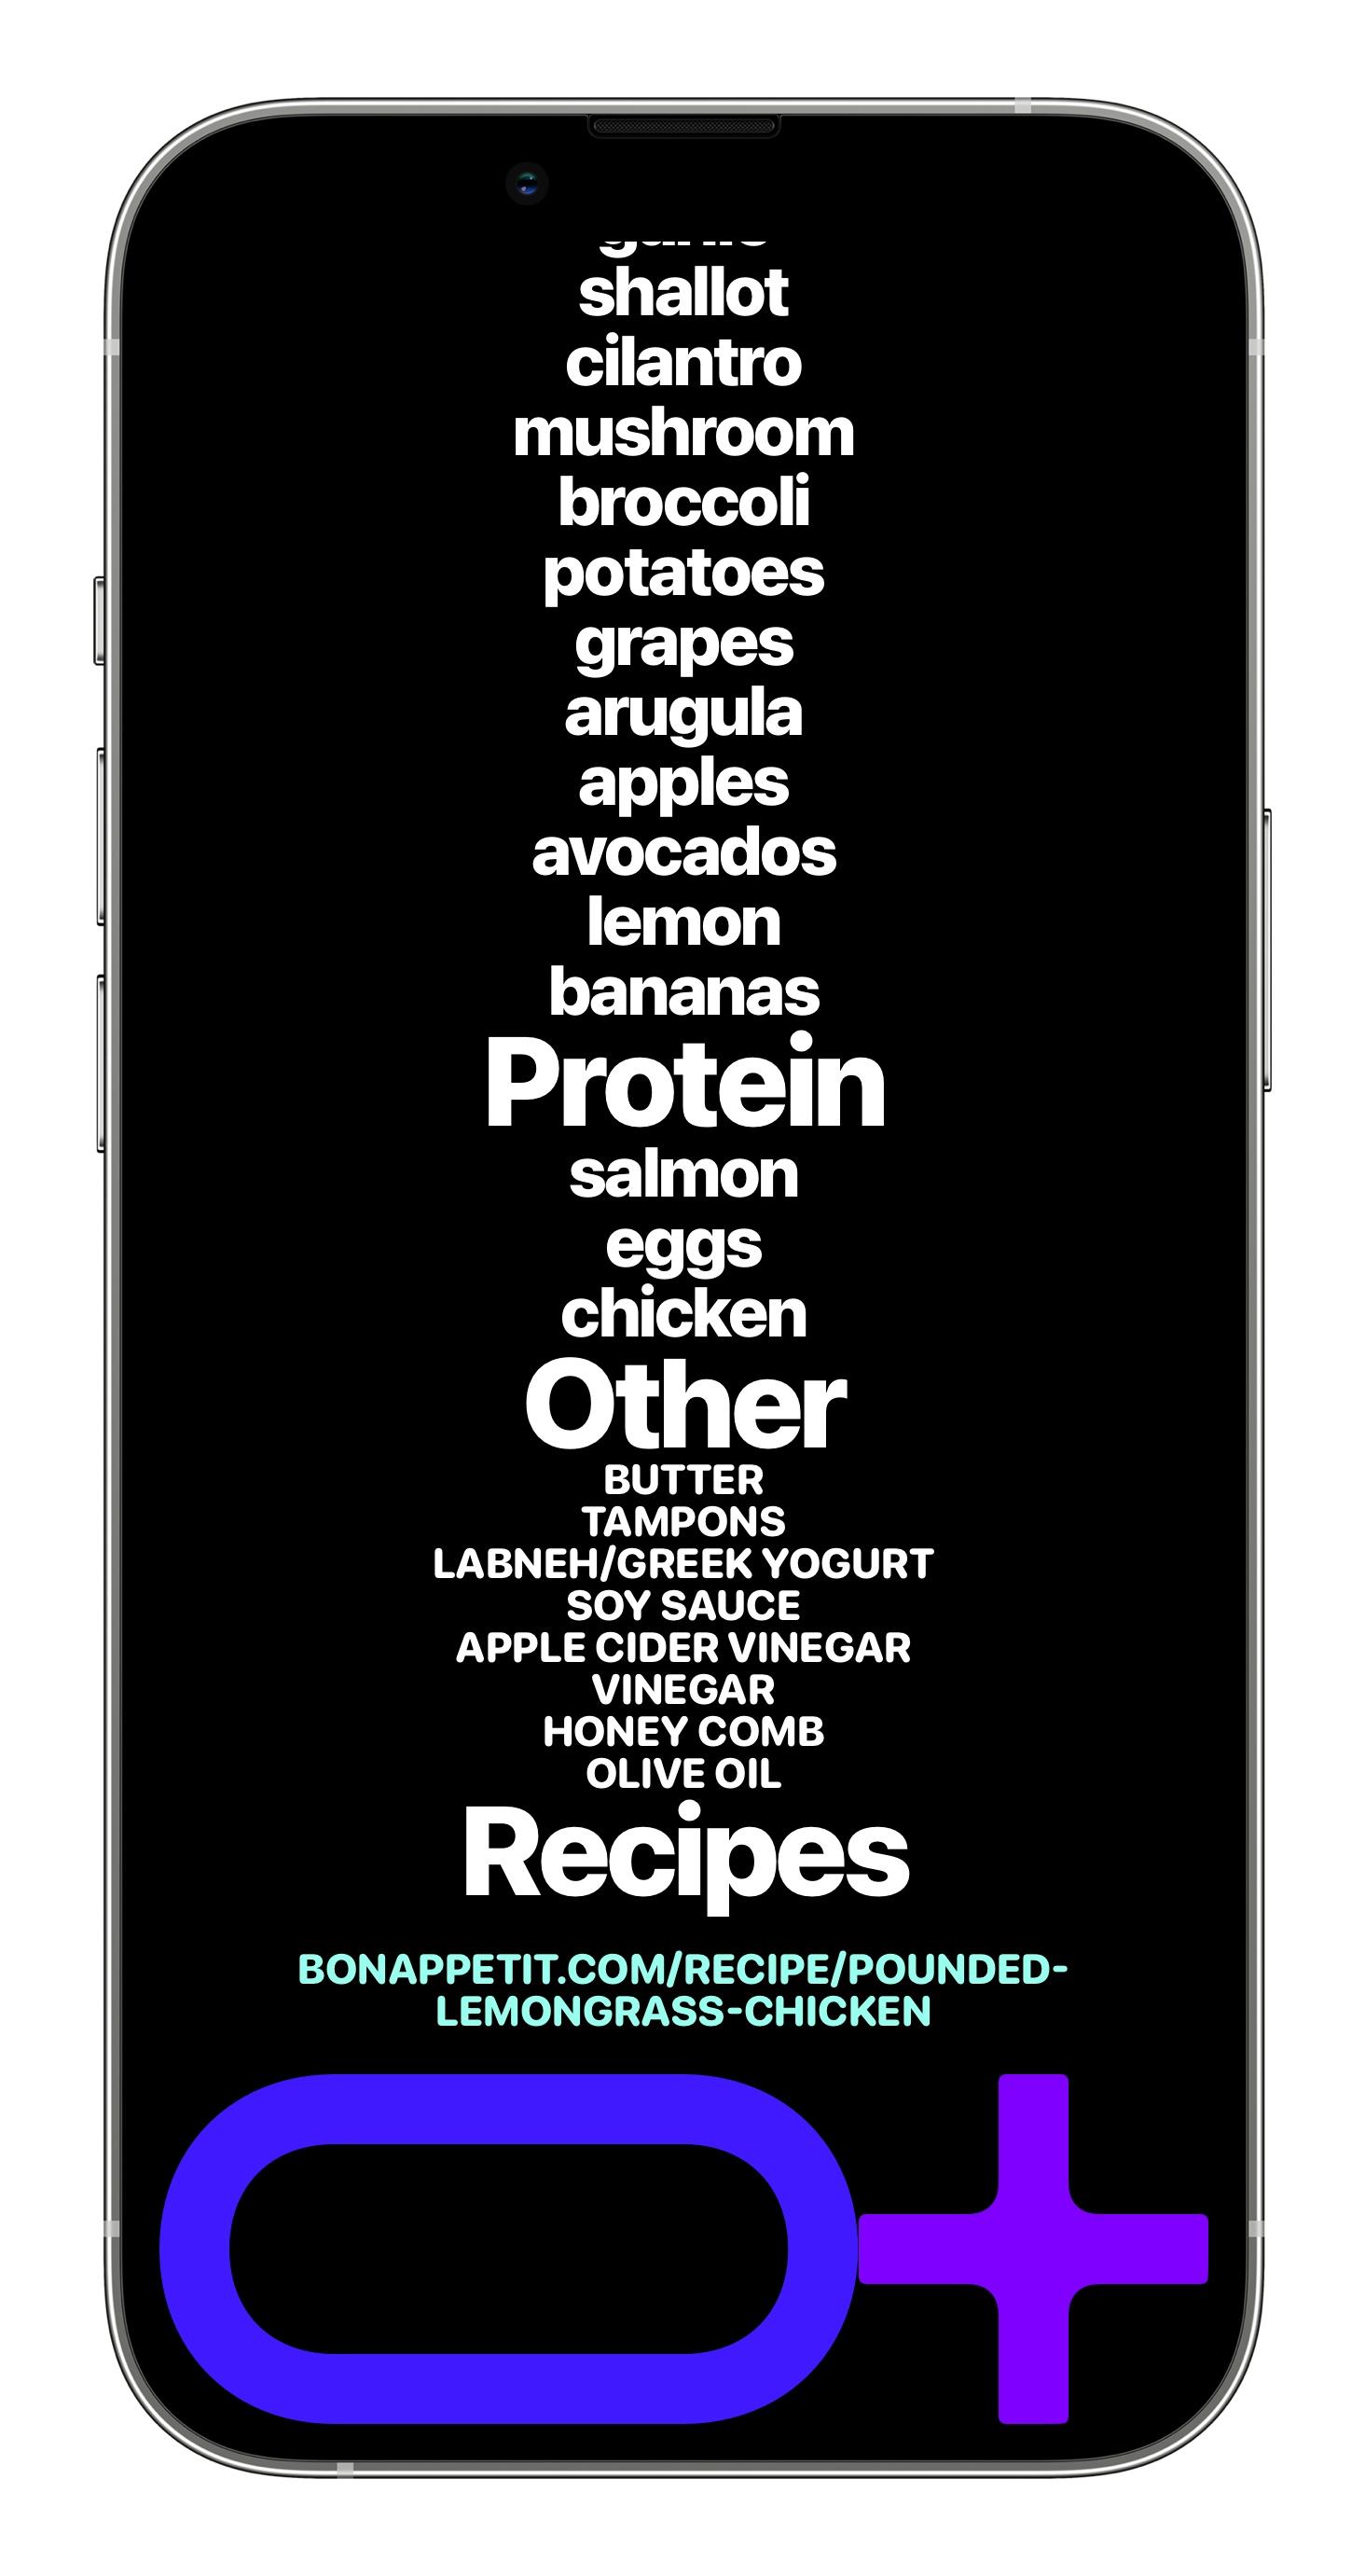 shallot
cilantro
mushroom
broccoli
potatoes
grapes
arugula
apples
avocados
lemon
bananas
Protein
salmon
eggs
chicken
Other
BUTTER
TAMPONS
LABNEH/GREEK YOGURT
SOY SAUCE
APPLE CIDER VINEGAR
VINEGAR
HONEY COMB
OLIVE OIL
Recipes
BONAPPETIT.COM/RECIPE/POUNDED-
LEMONGRASS-CHICKEN